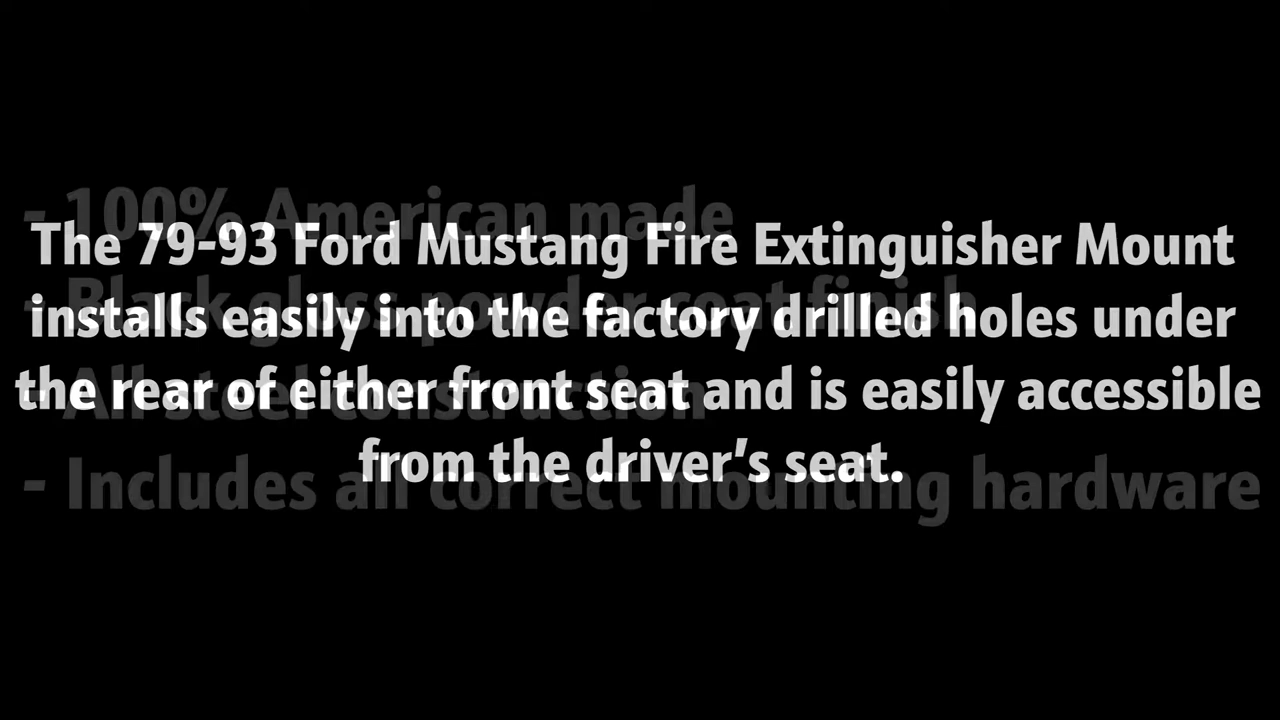 The 79-93 Ford Mustang Fire Extinguisher Mount
installs easily into the factory drilled holes under
the rear of either front seat and is easily accessible
from the driver’s seat.
- 100% American made
- Black gloss powder coat finish
- All steel construction
- Includes all correct mounting hardware